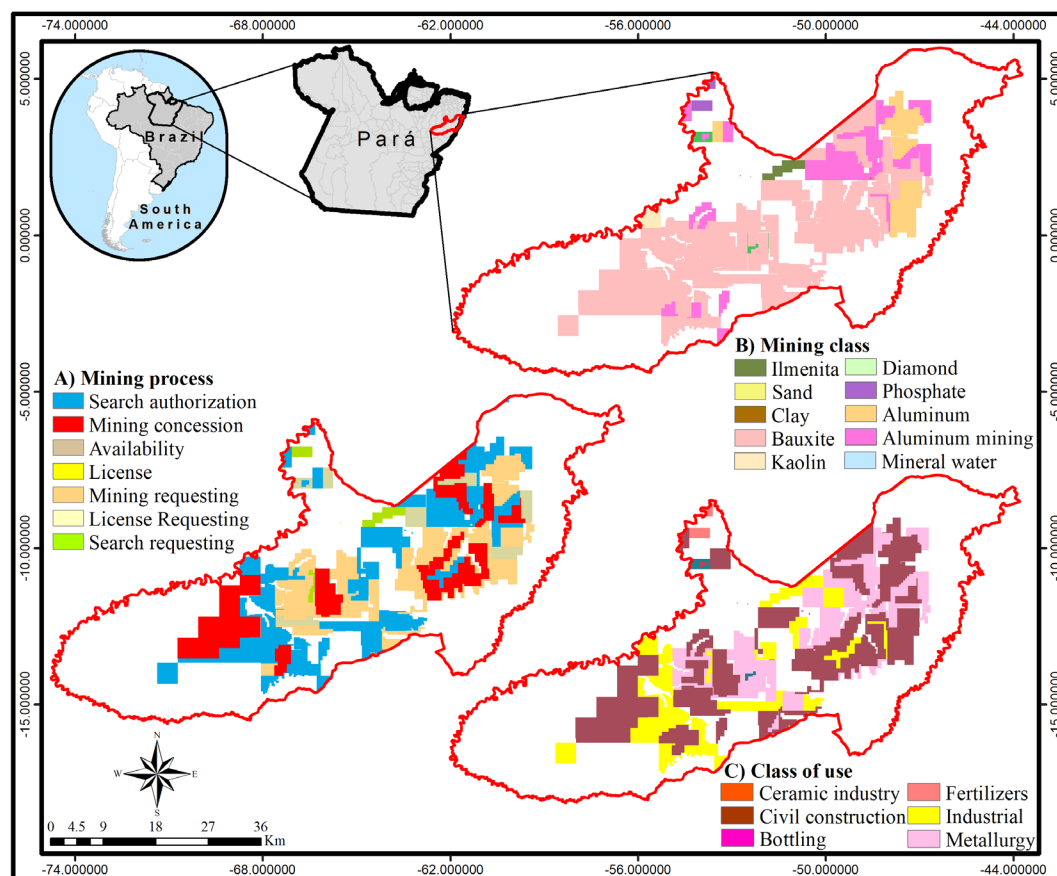 -74.000000 -68.000000 -62.000000 -56.000000 -50.000000 -44.000000
5.000000
0.000000
-5.000000
-10.000000
-15.000000
5.000000
0.000000
-5.000000
-10.000000
-15.000000
Brazil
South
America
Pará
B) Mining class
Ilmenita
Sand
Clay
Bauxite
Kaolin
Diamond
Phosphate
Aluminum
Aluminum mining
Mineral water
A) Mining process
Search authorization
Mining concession
Availability
License
Mining requesting
License Requesting
Search requesting
C) Class of use
Ceramic industry
Civil construction
Bottling
Fertilizers
Industrial
Metallurgy
N
W E
S
0 4.5 9 18 27 36
Km
-74.000000 -68.000000 -62.000000 -56.000000 -50.000000 -44.000000